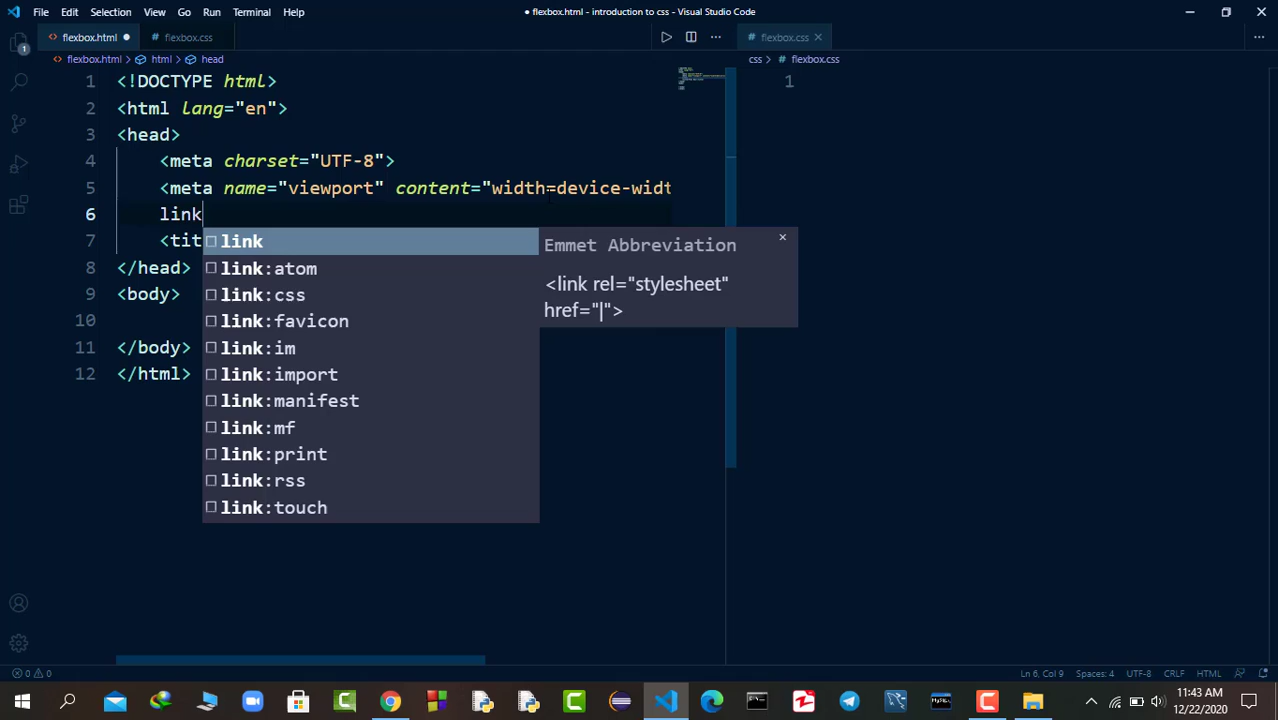 File Edit Selection View Go Run Terminal Help
● flexbox.html - introduction to css - Visual Studio Code
1
<> flexbox.html ●
# flexbox.css
# flexbox.css ×
<> flexbox.html > html > head
css > # flexbox.css
1 <!DOCTYPE html>
1
2 <html lang="en">
3 <head>
4 <meta charset="UTF-8">
5 <meta name="viewport" content="width=device-widt
6 link
7 <tit
8 </head>
9 <body>
10
11 </body>
12 </html>
link
link:atom
link:css
link:favicon
link:im
link:import
link:manifest
link:mf
link:print
link:rss
link:touch
Emmet Abbreviation
<link rel="stylesheet"
href="|">
0 0
Ln 6, Col 9 Spaces: 4 UTF-8 CRLF HTML
11:43 AM
12/22/2020